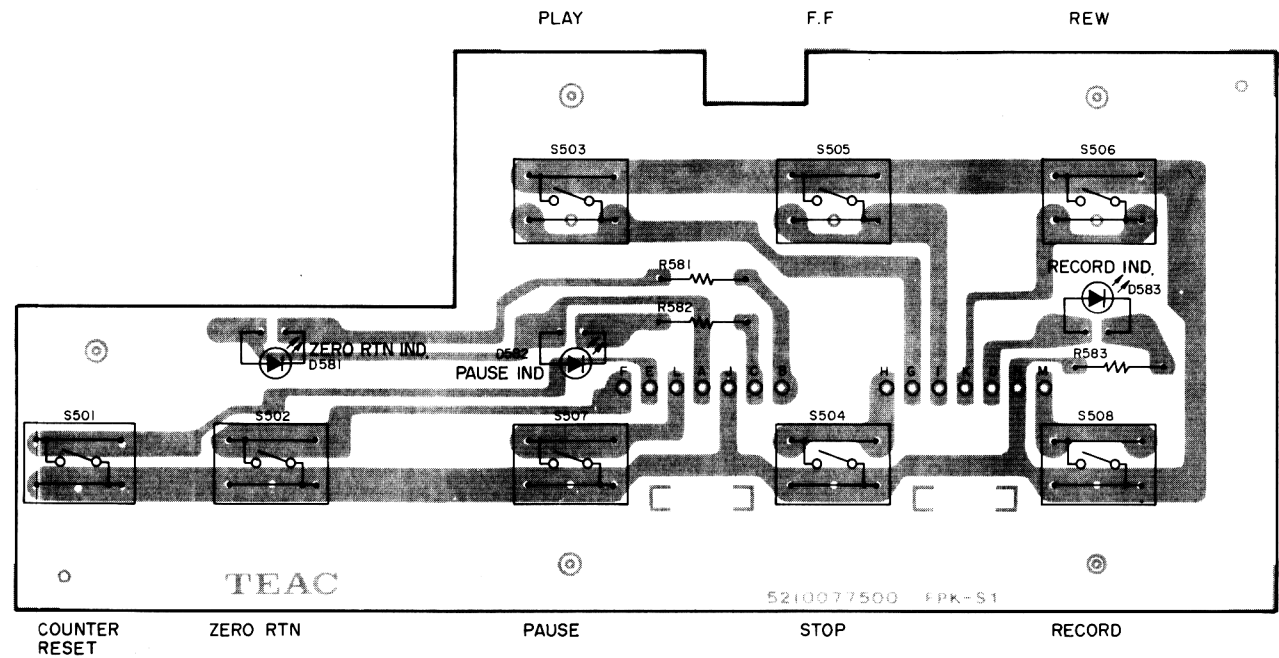 PLAY F.F REW
S503 S505 S506
R581
RECORD IND.
D583
R582
ZERO RTN IND.
D581
D582
PAUSE IND
R583
F E L A J C B H G I K M
S501 S502 S507 S504 S508
TEAC
5210077500 FPK-S1
COUNTER RESET ZERO RTN PAUSE STOP RECORD